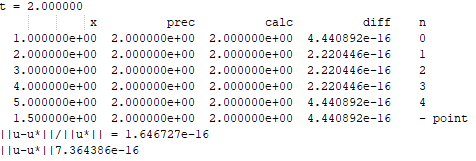 t = 2.000000
x prec calc diff n
1.000000e+00 2.000000e+00 2.000000e+00 4.440892e-16 0
2.000000e+00 2.000000e+00 2.000000e+00 2.220446e-16 1
3.000000e+00 2.000000e+00 2.000000e+00 2.220446e-16 2
4.000000e+00 2.000000e+00 2.000000e+00 2.220446e-16 3
5.000000e+00 2.000000e+00 2.000000e+00 4.440892e-16 4
1.500000e+00 2.000000e+00 2.000000e+00 4.440892e-16 - point
||u-u*||/||u*|| = 1.646727e-16
||u-u*||7.364386e-16